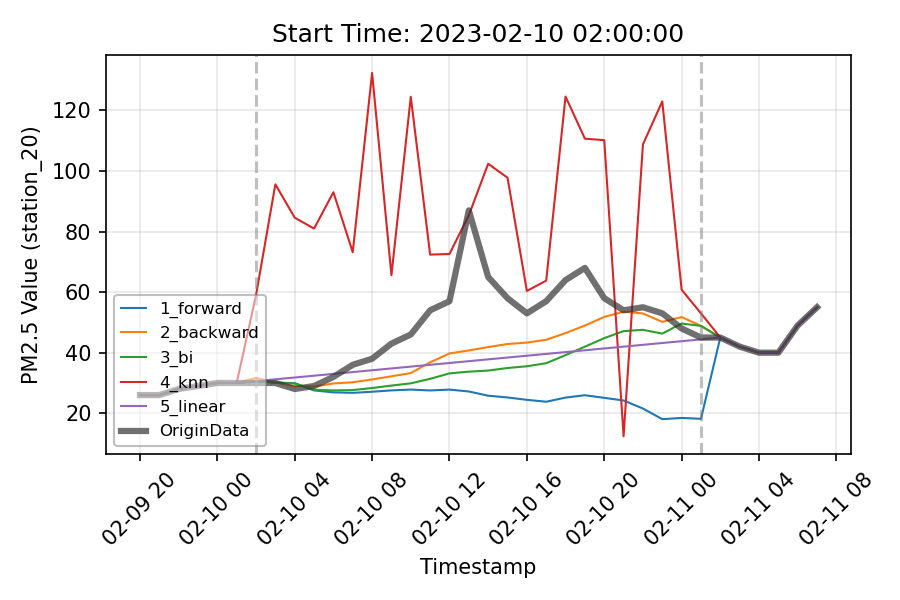 Start Time: 2023-02-10 02:00:00
PM2.5 Value (station_20)
120
100
80
60
40
20
1_forward
2_backward
3_bi
4_knn
5_linear
OriginData
02-09 20
02-10 00
02-10 04
02-10 08
02-10 12
02-10 16
02-10 20
02-11 00
02-11 04
02-11 08
Timestamp